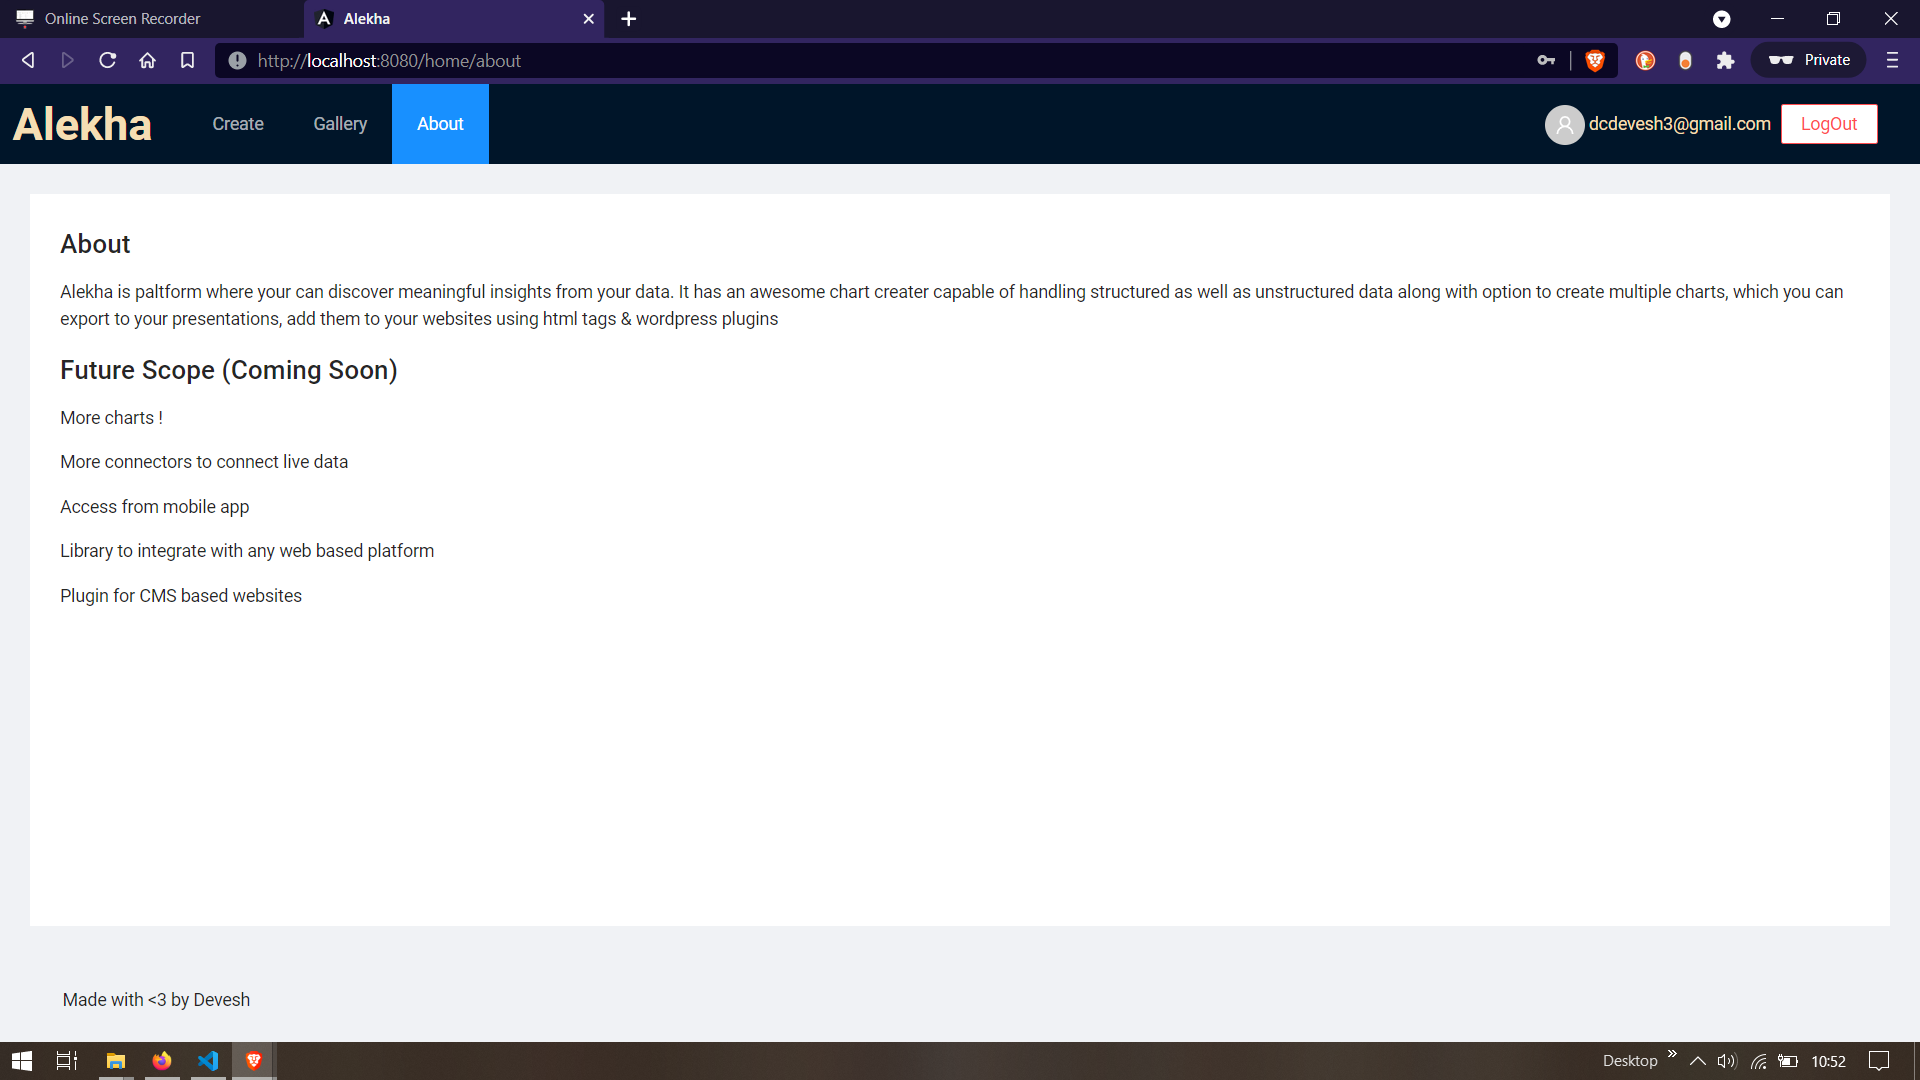 Online Screen Recorder
Alekha
http://localhost:8080/home/about
Private
Alekha
Create
Gallery
About
dcdevesh3@gmail.com
LogOut
About
Alekha is paltform where your can discover meaningful insights from your data. It has an awesome chart creater capable of handling structured as well as unstructured data along with option to create multiple charts, which you can
export to your presentations, add them to your websites using html tags & wordpress plugins
Future Scope (Coming Soon)
More charts !
More connectors to connect live data
Access from mobile app
Library to integrate with any web based platform
Plugin for CMS based websites
Made with <3 by Devesh
Desktop
10:52